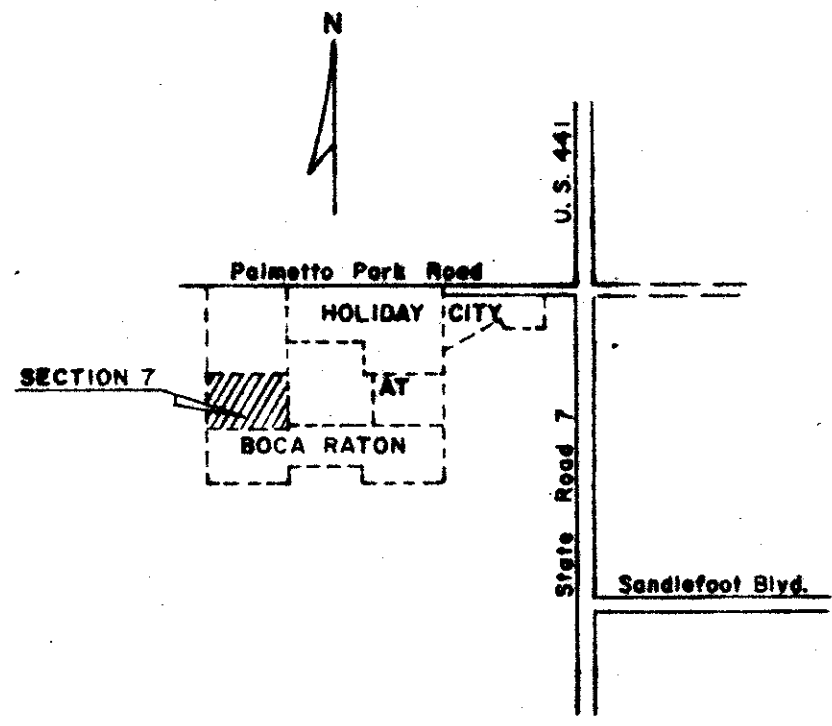 N
U.S. 441
Palmetto Park Road
HOLIDAY CITY
SECTION 7
AT
BOCA RATON
State Road 7
Sandlefoot Blvd.